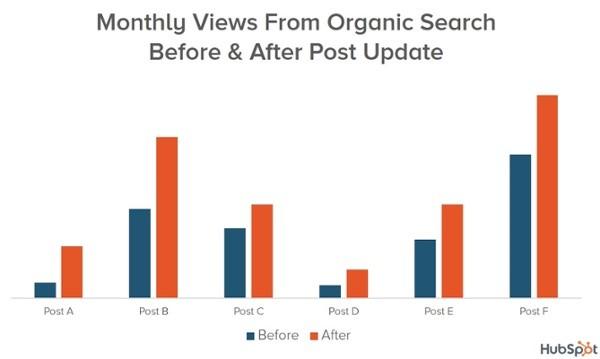 Monthly Views From Organic Search
Before & After Post Update
Post A Post B Post C Post D Post E Post F
Before After
HubSpot